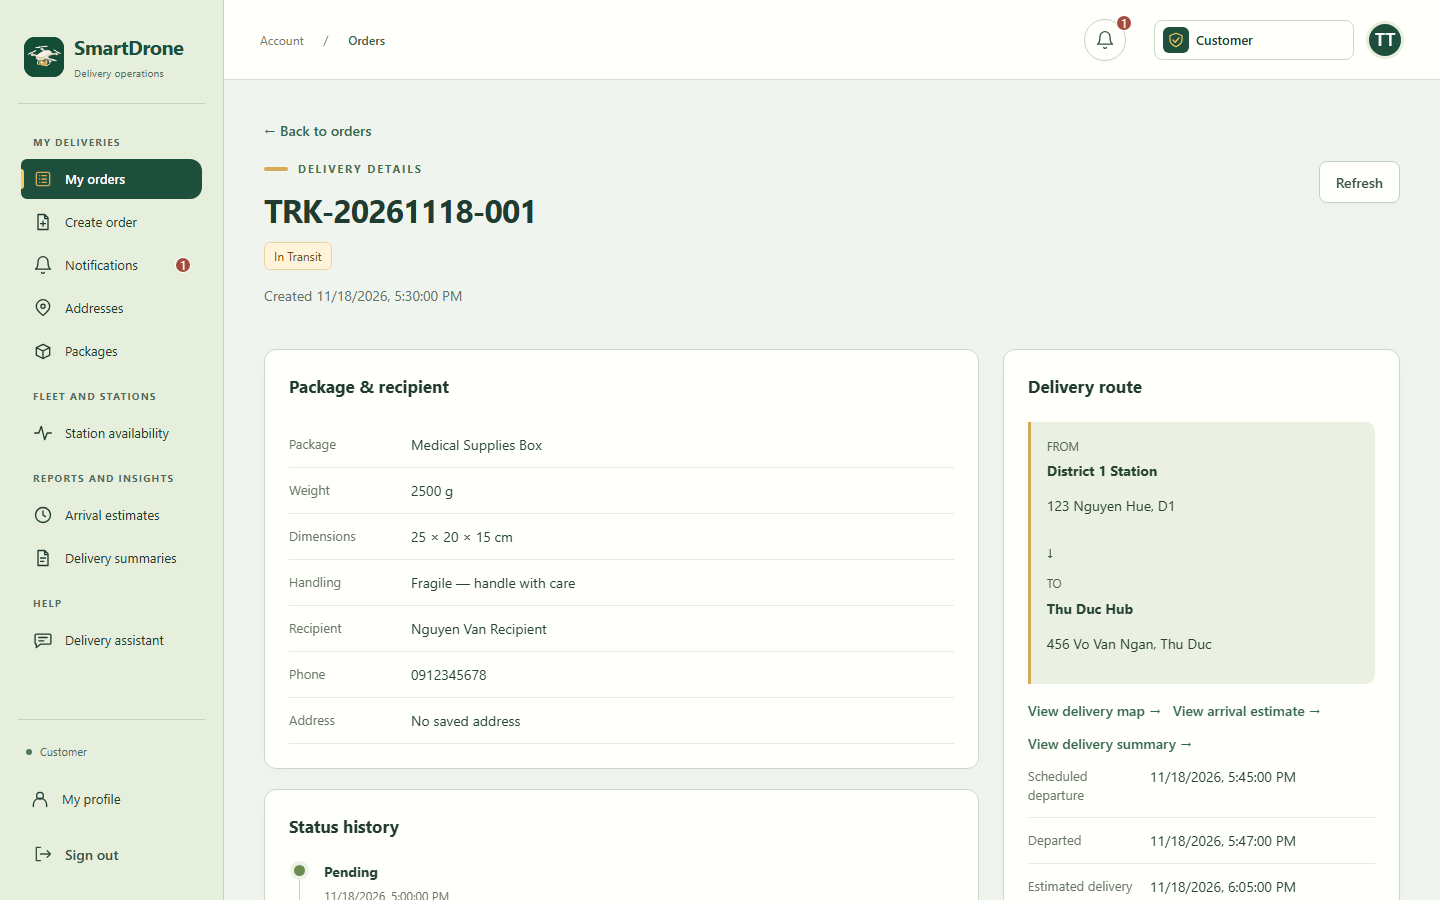 SmartDrone
Delivery operations
MY DELIVERIES
My orders
Create order
Notifications 1
Addresses
Packages
FLEET AND STATIONS
Station availability
REPORTS AND INSIGHTS
Arrival estimates
Delivery summaries
HELP
Delivery assistant
Customer
My profile
Sign out
Account / Orders
1
Customer
TT
← Back to orders
DELIVERY DETAILS
TRK-20261118-001
In Transit
Created 11/18/2026, 5:30:00 PM
Refresh
Package & recipient
Package Medical Supplies Box
Weight 2500 g
Dimensions 25 × 20 × 15 cm
Handling Fragile — handle with care
Recipient Nguyen Van Recipient
Phone 0912345678
Address No saved address
Status history
Pending
11/18/2026, 5:00:00 PM
Delivery route
FROM
District 1 Station
123 Nguyen Hue, D1
↓
TO
Thu Duc Hub
456 Vo Van Ngan, Thu Duc
View delivery map → View arrival estimate →
View delivery summary →
Scheduled departure 11/18/2026, 5:45:00 PM
Departed 11/18/2026, 5:47:00 PM
Estimated delivery 11/18/2026, 6:05:00 PM